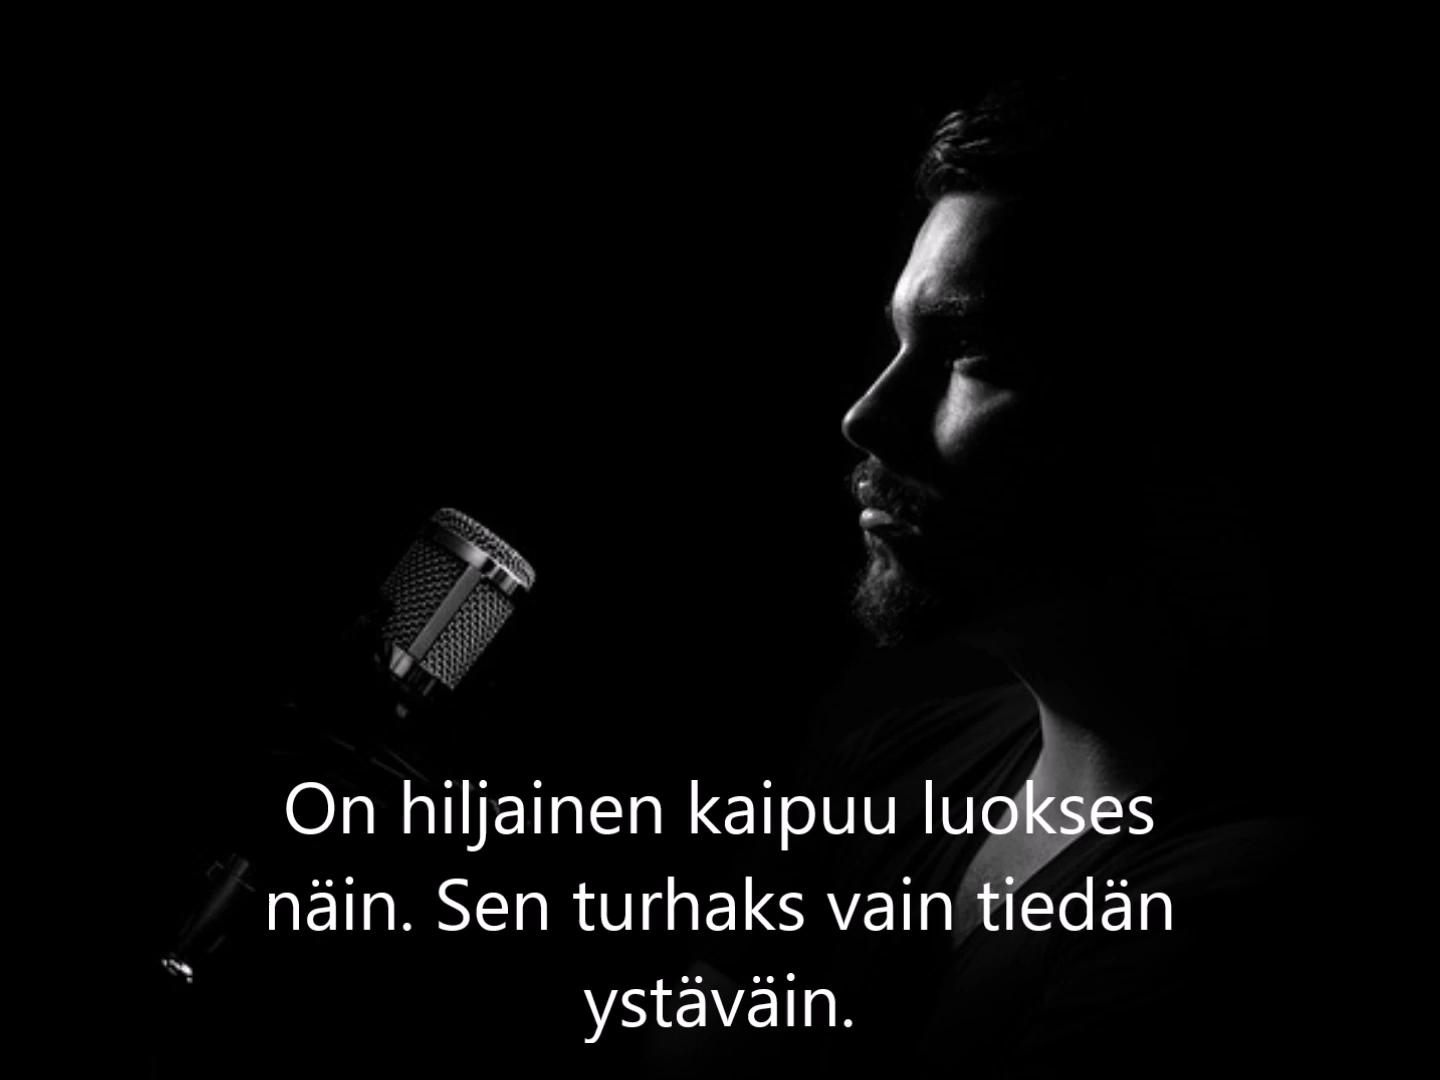 On hiljainen kaipuu luokses
näin. Sen turhaks vain tiedän
ystäväin.